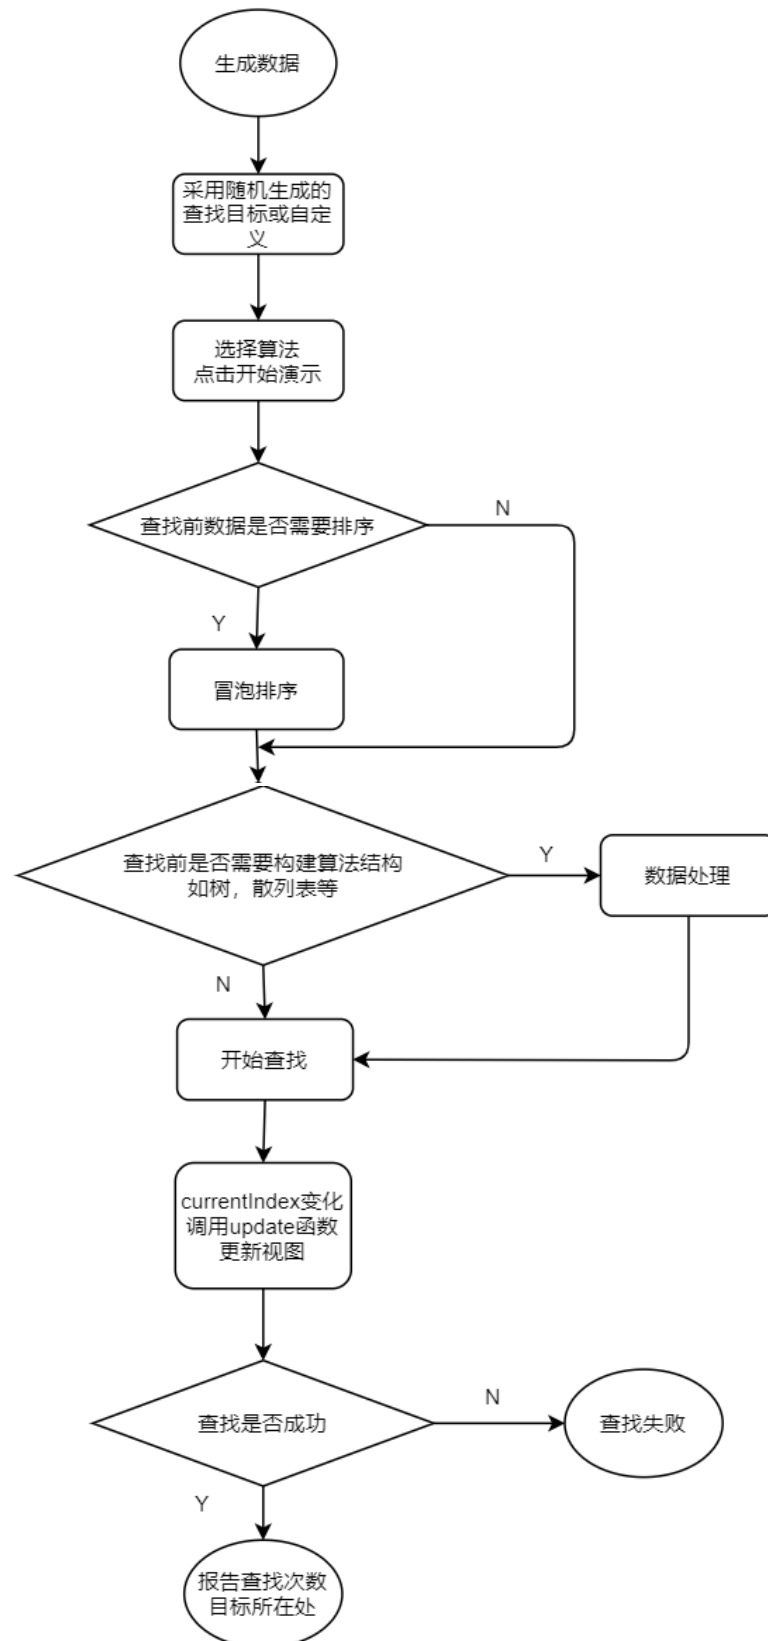 生成数据
采用随机生成的
查找目标或自定
义
选择算法
点击开始演示
查找前数据是否需要排序
N
Y
冒泡排序
查找前是否需要构建算法结构
如树，散列表等
Y
数据处理
N
开始查找
currentIndex变化
调用update函数
更新视图
查找是否成功
N
查找失败
Y
报告查找次数
目标所在处